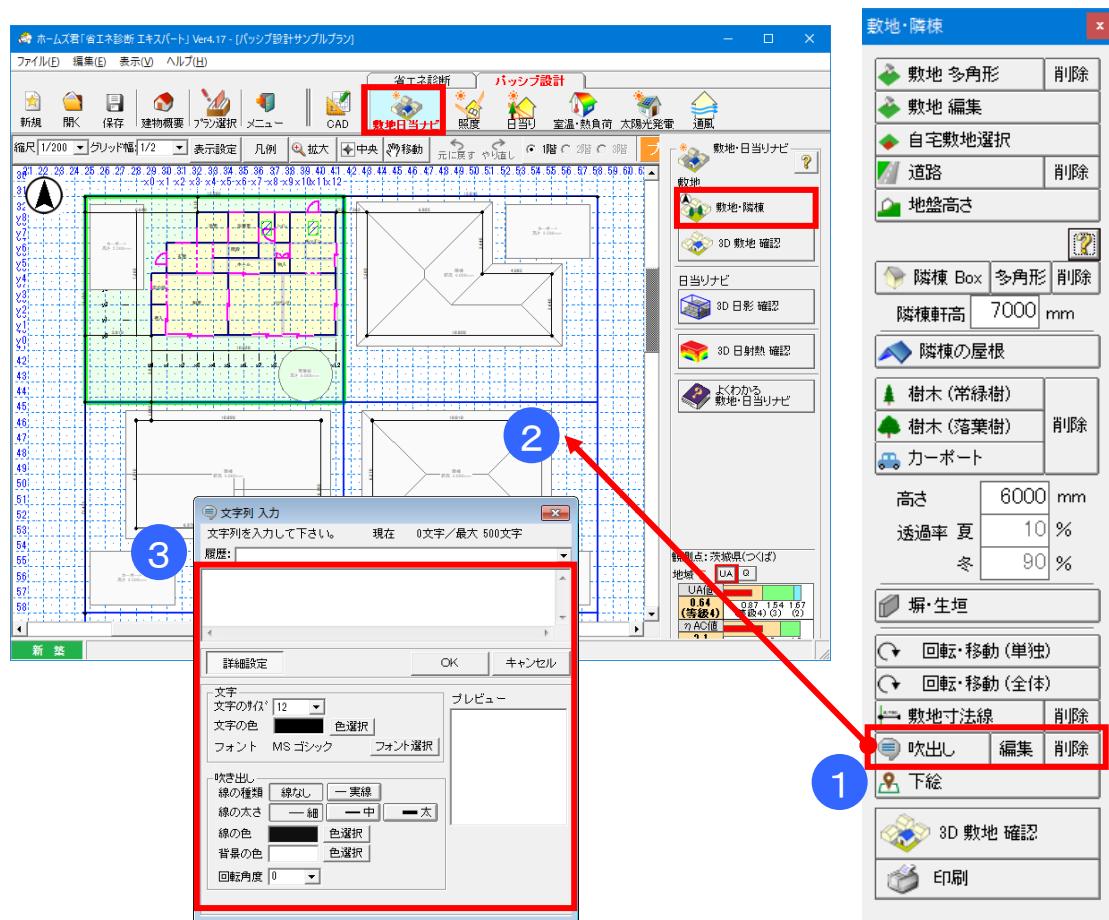 ホームズ君「省エネ診断 エキスパート」 Ver4.17 - [パッシブ設計サンプルプラン]
ファイル(F) 編集(E) 表示(V) ヘルプ(H)
省エネ診断 パッシブ設計
新規 開く 保存 建物概要 プラン選択 メニュー CAD 敷地日当ナビ 照度 日当り 室温・熱負荷 太陽光発電 通風
縮尺 1/200 グリッド幅 1/2 表示設定 凡例 拡大 中央 移動 元に戻す やり直し 1階 2階 3階
敷地・日当りナビ
敷地
敷地・隣棟
3D 敷地 確認
日当りナビ
3D 日影 確認
3D 日射熱 確認
よくわかる
敷地・日当りナビ
観測点:茨城県(つくば)
地域
UA Q
UA値
0.64
(等級4)
0.87 1.54 1.67
(等級4) (3) (2)
ηAC値
2.1
新 築
2
3
文字列 入力
文字列を入力して下さい。 現在 0文字／最大 500文字
履歴:
詳細設定 OK キャンセル
文字
文字のサイズ 12
文字の色 色選択
フォント MS ゴシック フォント選択
プレビュー
吹き出し
線の種類 線なし 実線
線の太さ 細 中 太
線の色 色選択
背景の色 色選択
回転角度 0
敷地・隣棟
敷地 多角形 削除
敷地 編集
自宅敷地選択
道路 削除
地盤高さ
隣棟 Box 多角形 削除
隣棟軒高 7000 mm
隣棟の屋根
樹木 (常緑樹)
樹木 (落葉樹) 削除
カーポート
高さ 6000 mm
透過率 夏 10 %
冬 90 %
塀・生垣
回転・移動 (単独)
回転・移動 (全体)
敷地寸法線 削除
吹出し 編集 削除
1
下絵
3D 敷地 確認
印刷